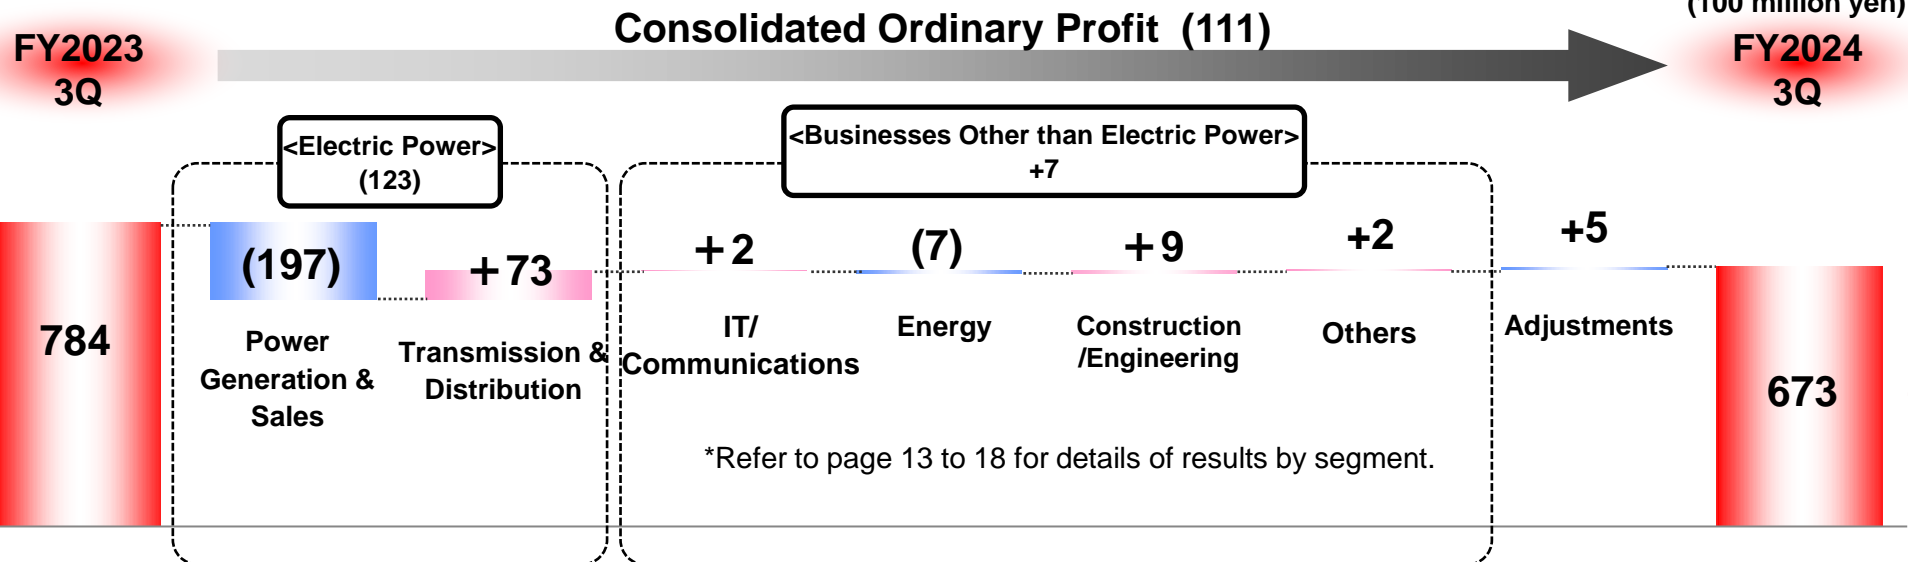 (100 million yen)
Consolidated Ordinary Profit (111)
FY2023
3Q
FY2024
3Q
<Electric Power>
(123)
<Businesses Other than Electric Power>
+7
784
(197)
+73
+2
(7)
+9
+2
+5
673
Power
Generation &
Sales
Transmission &
Distribution
IT/
Communications
Energy
Construction
/Engineering
Others
Adjustments
*Refer to page 13 to 18 for details of results by segment.